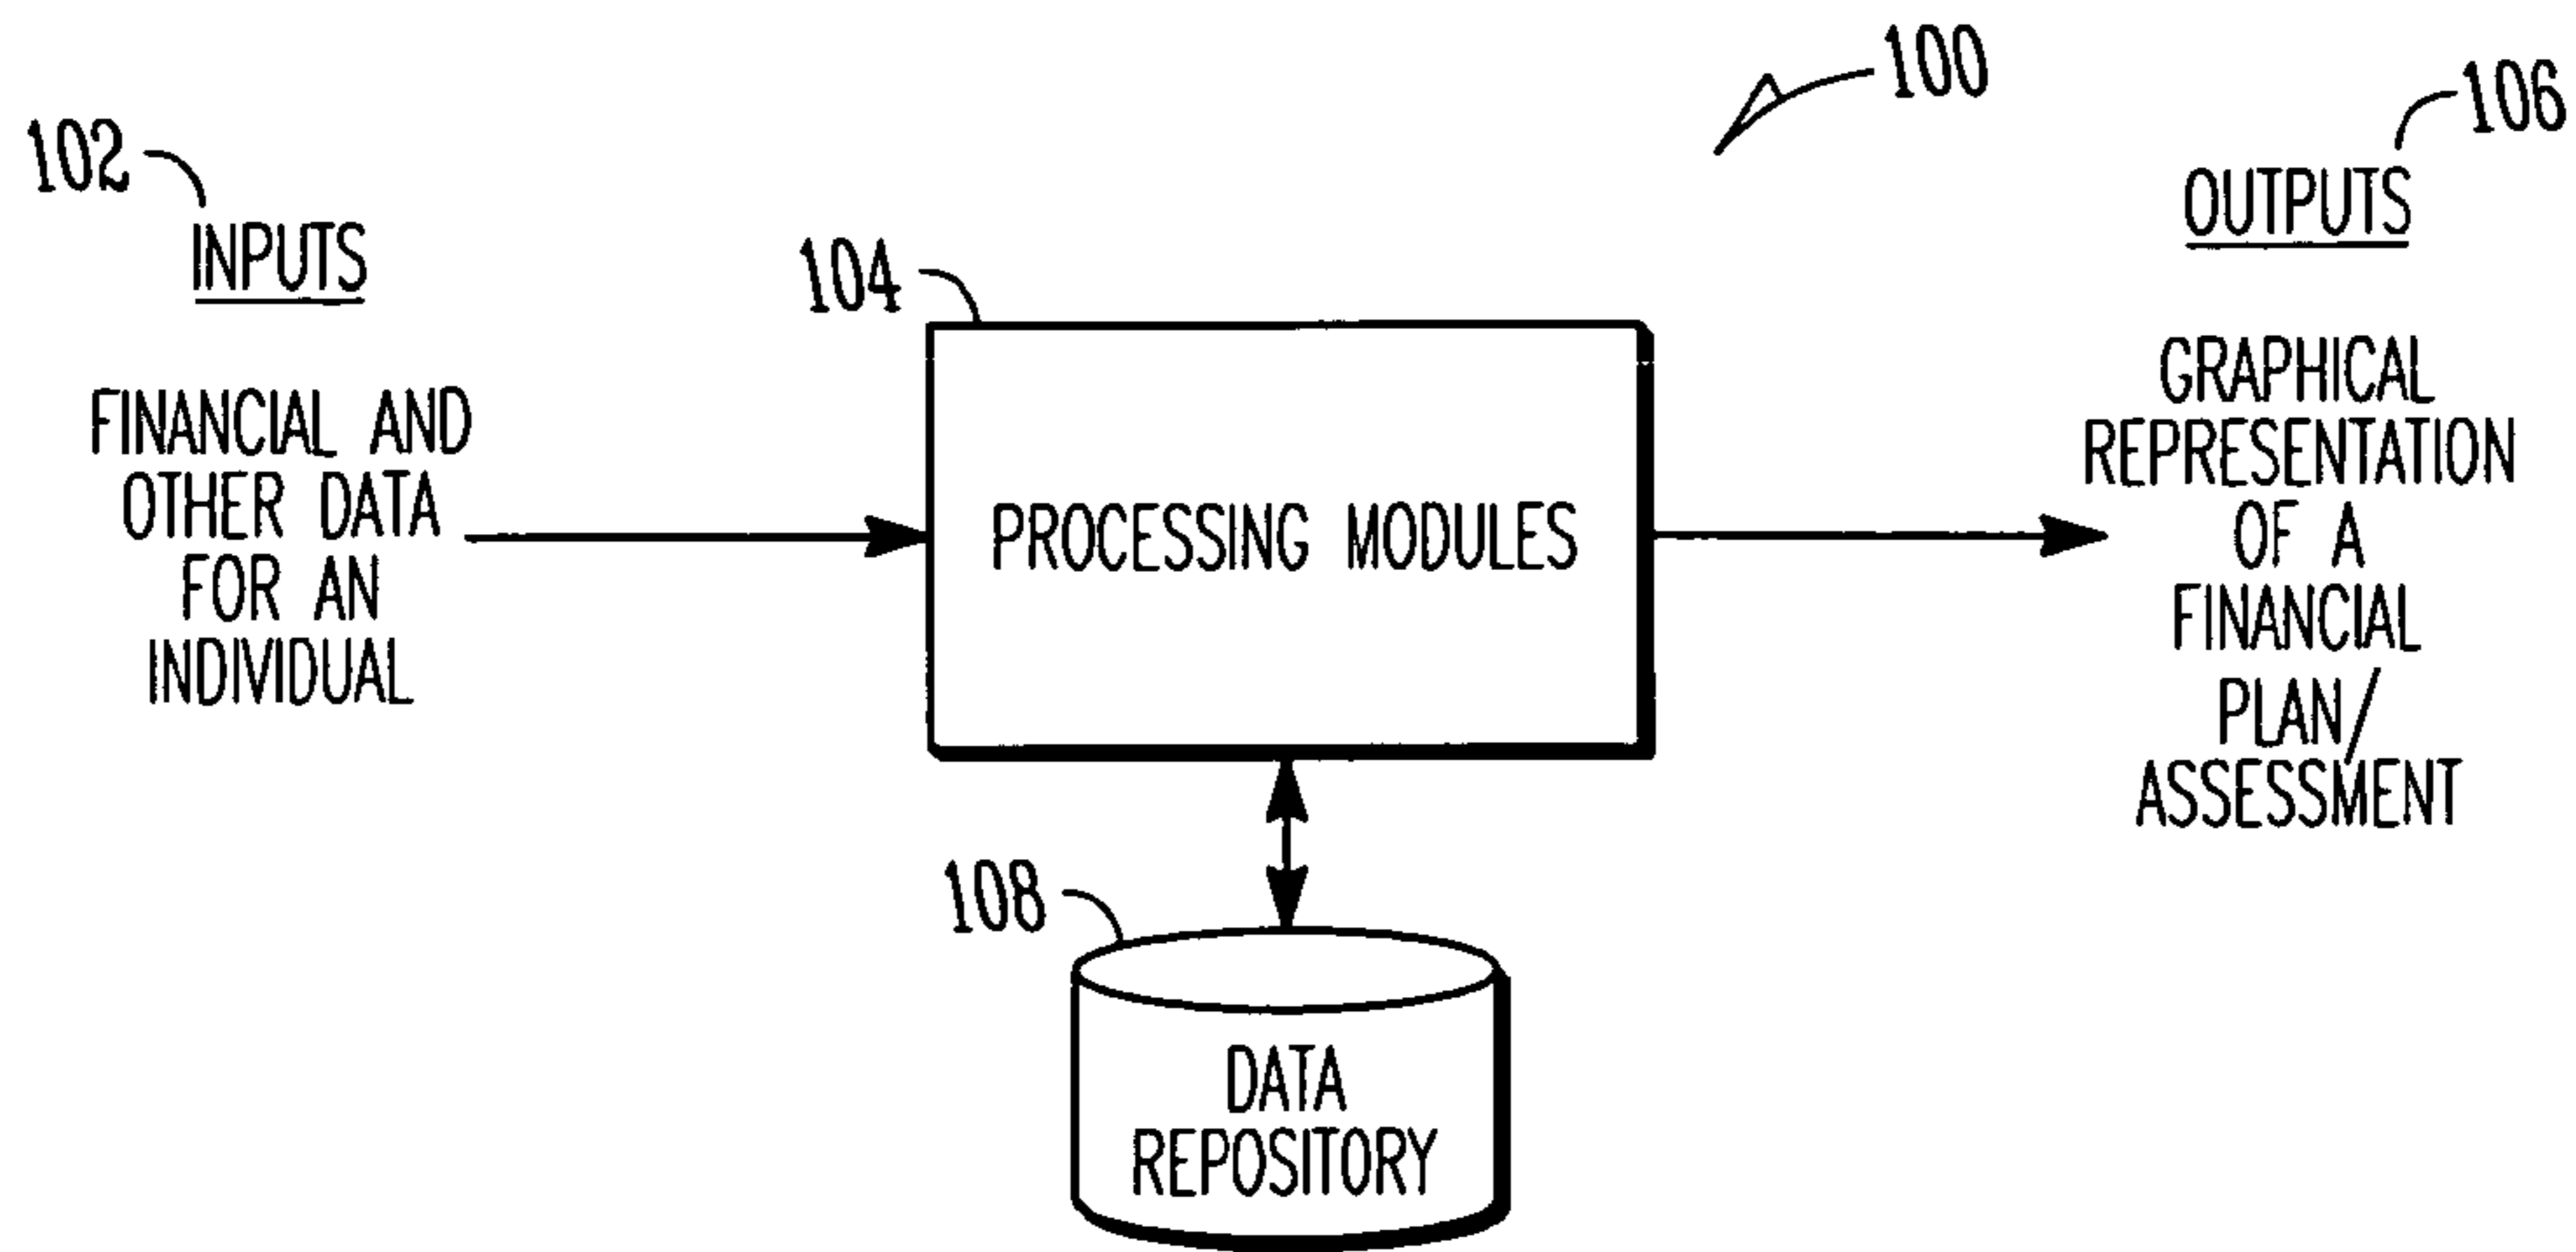 100
102
INPUTS
FINANCIAL AND
OTHER DATA
FOR AN
INDIVIDUAL
104
PROCESSING MODULES
106
OUTPUTS
GRAPHICAL
REPRESENTATION
OF A
FINANCIAL
PLAN/
ASSESSMENT
108
DATA
REPOSITORY